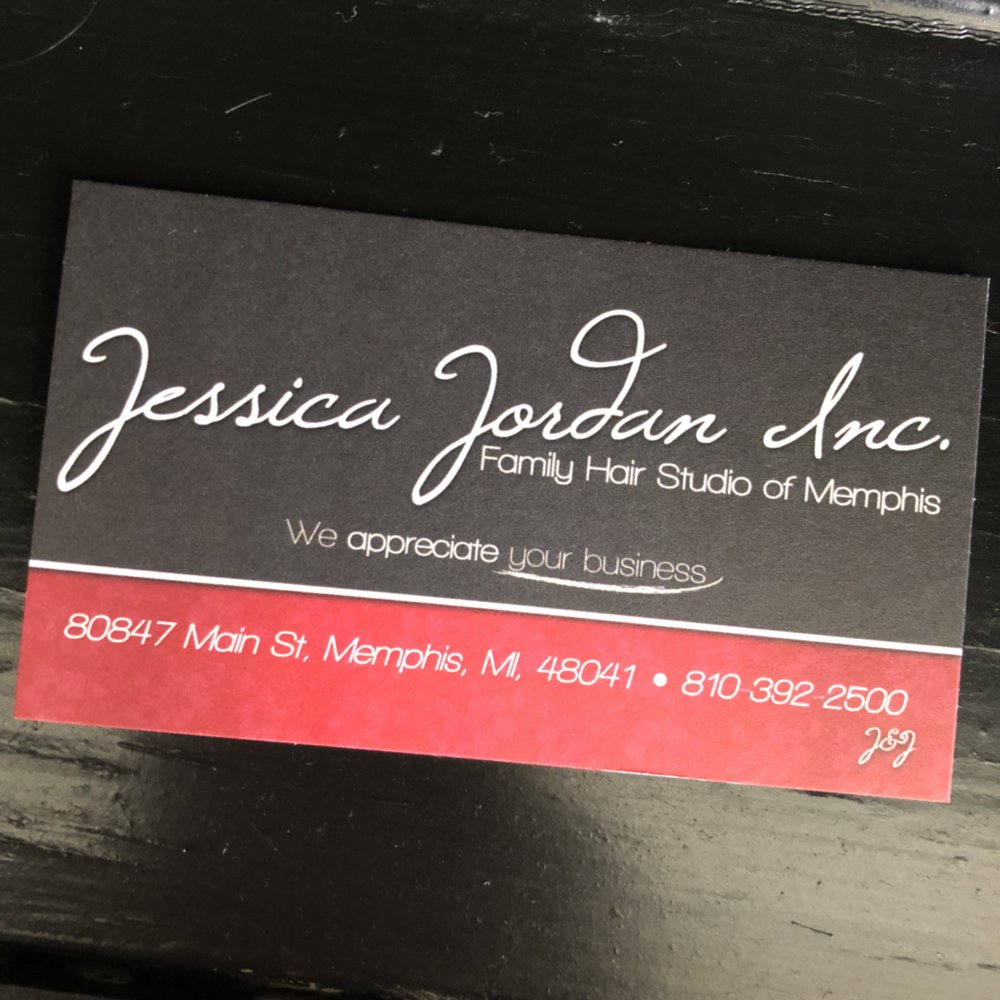 Jessica Jordan Inc.
Family Hair Studio of Memphis
We appreciate your business
80847 Main St, Memphis, MI, 48041 • 810-392-2500
J&J